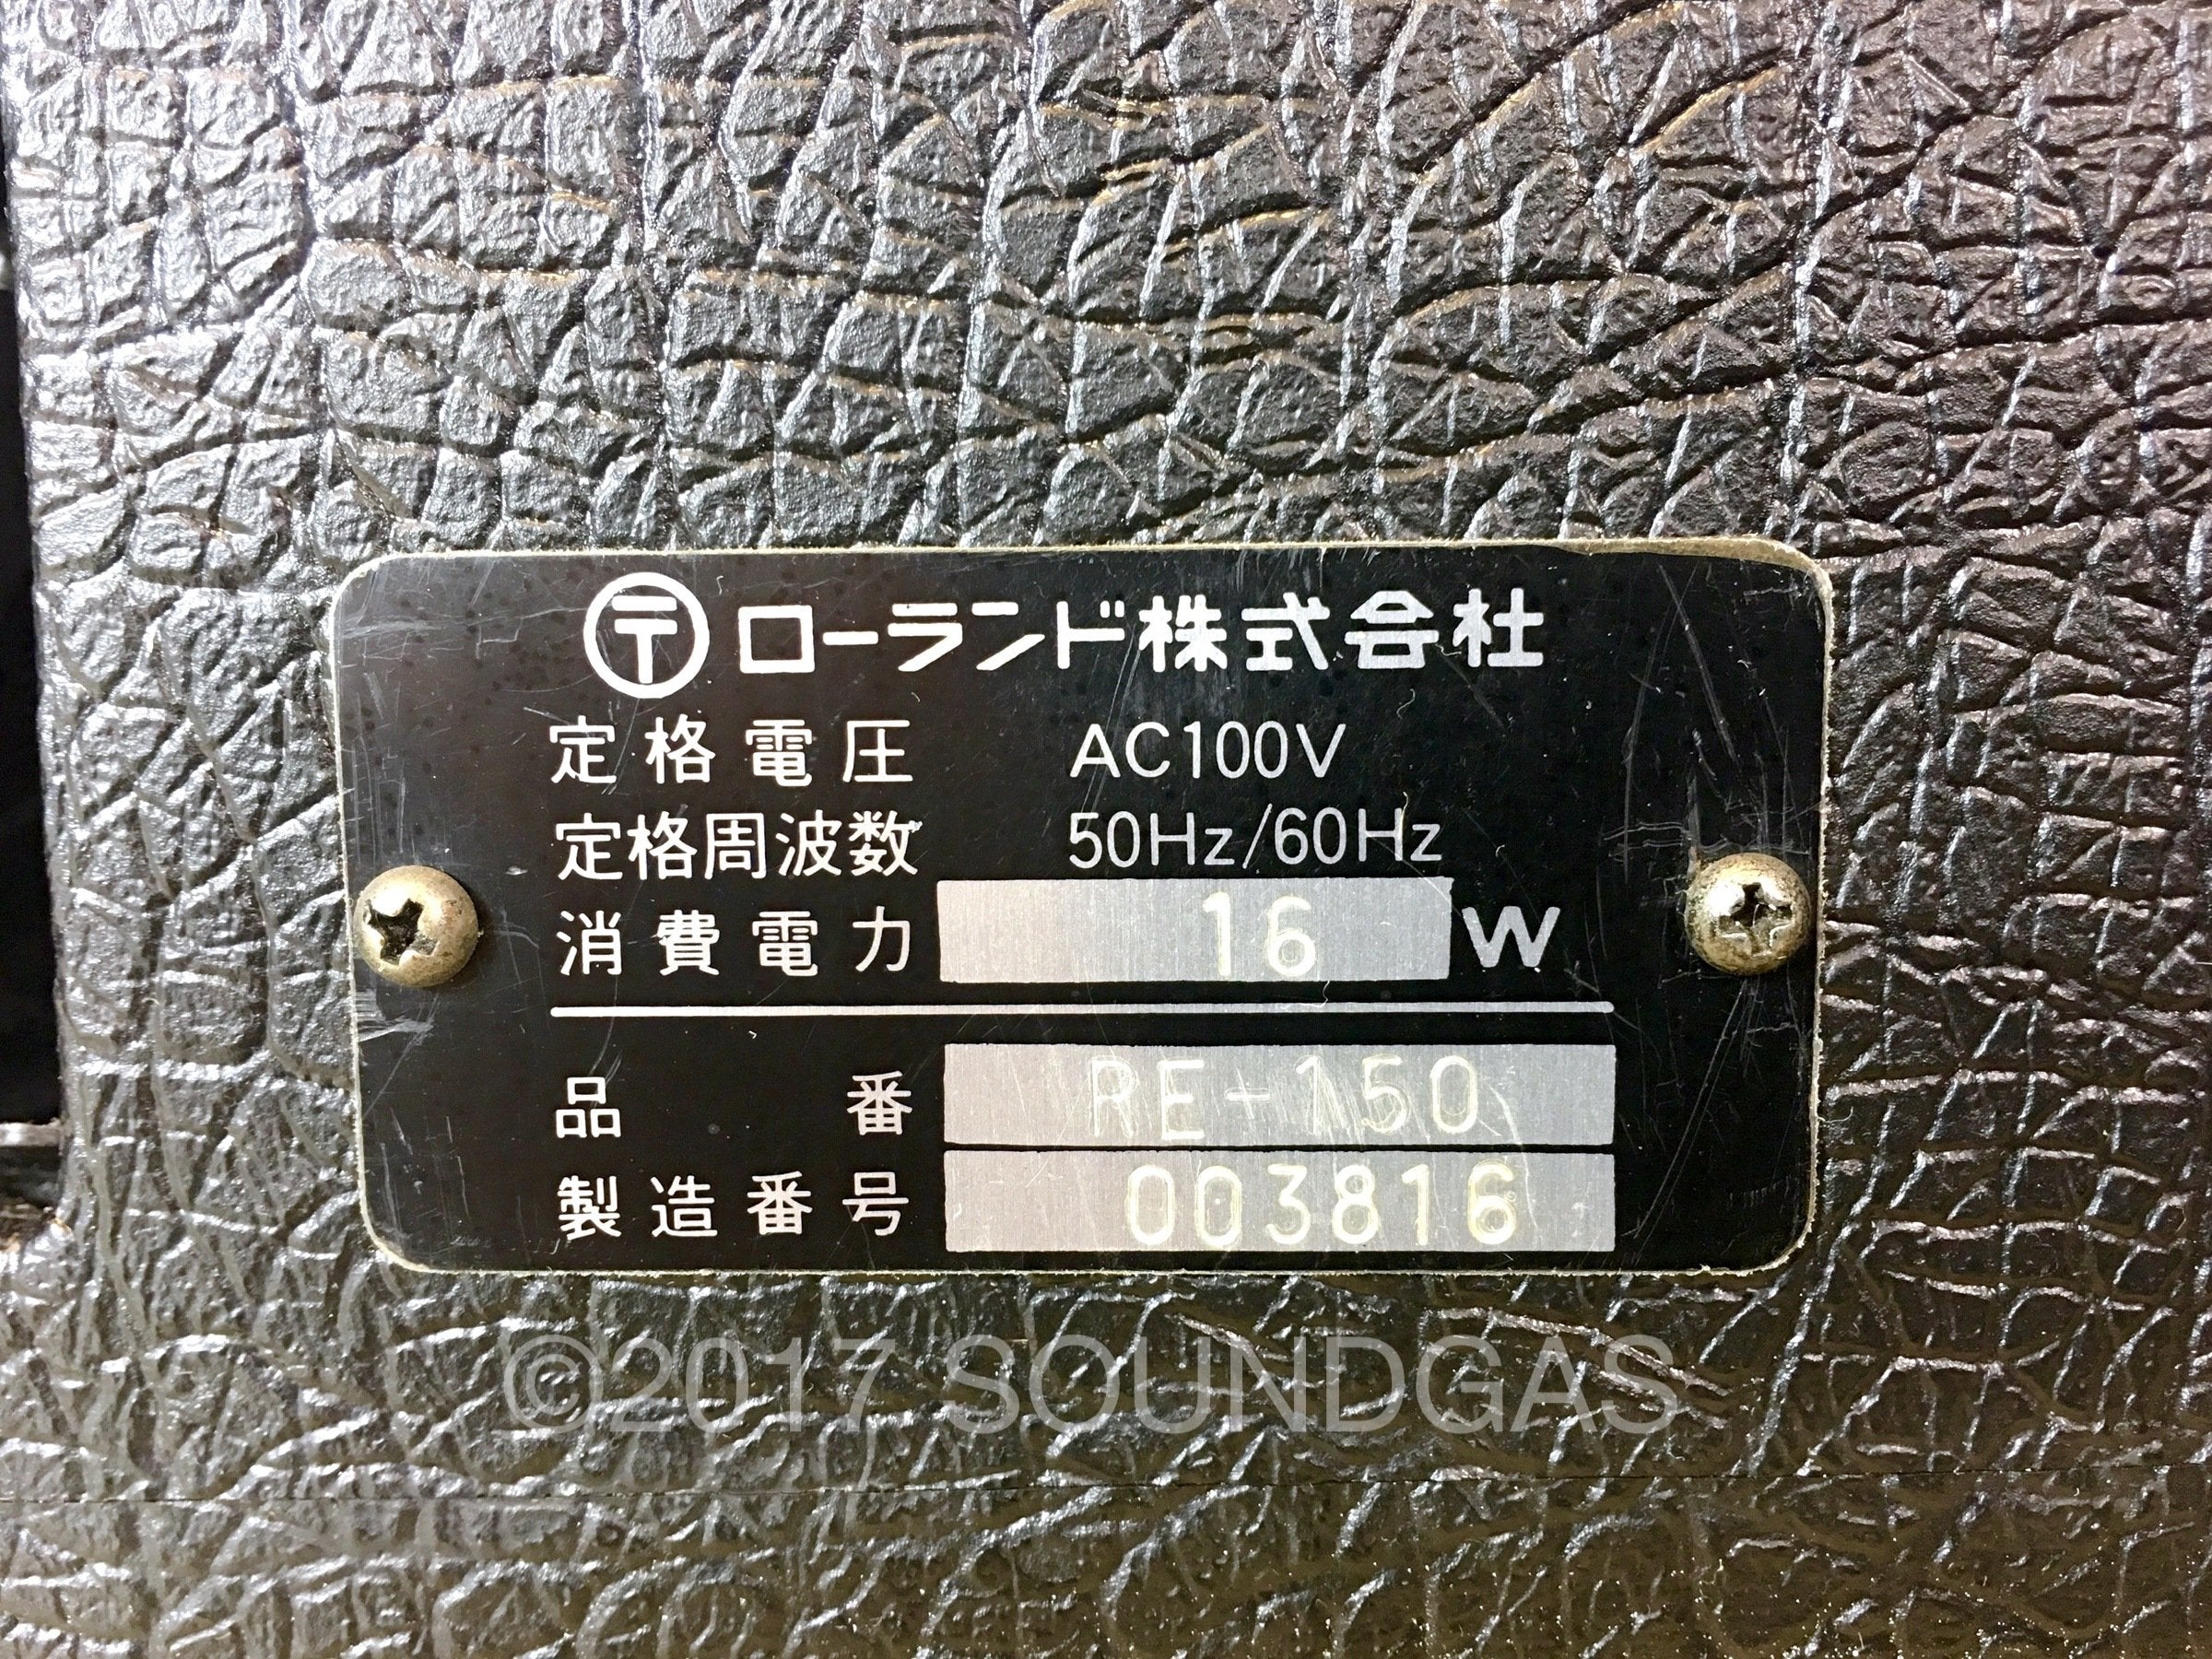 〒 ローランド株式会社
定格電圧 AC100V
定格周波数 50Hz/60Hz
消費電力 16 W
品番 RE-150
製造番号 003816
©2017 SOUNDGAS